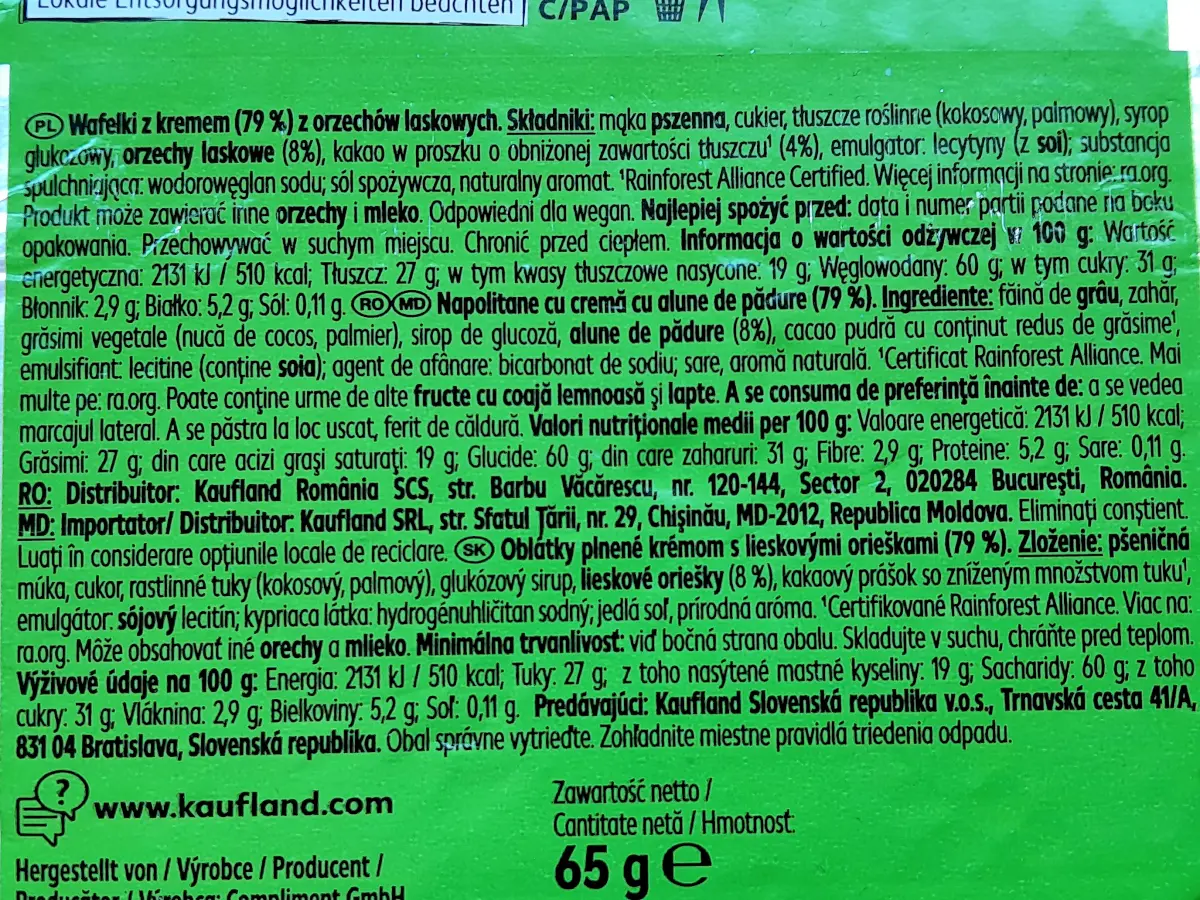 Lokale Entsorgungsmöglichkeiten beachten
C/PAP
PL Wafelki z kremem (79 %) z orzechów laskowych. Składniki: mąka pszenna, cukier, tłuszcze roślinne (kokosowy, palmowy), syrop
glukozowy, orzechy laskowe (8%), kakao w proszku o obniżonej zawartości tłuszczu¹ (4%), emulgator: lecytyny (z soi); substancja
spulchniająca: wodorowęglan sodu; sól spożywcza, naturalny aromat. ¹Rainforest Alliance Certified. Więcej informacji na stronie: ra.org.
Produkt może zawierać inne orzechy i mleko. Odpowiedni dla wegan. Najlepiej spożyć przed: data i numer partii podane na boku
opakowania. Przechowywać w suchym miejscu. Chronić przed ciepłem. Informacja o wartości odżywczej w 100 g: Wartość
energetyczna: 2131 kJ / 510 kcal; Tłuszcz: 27 g; w tym kwasy tłuszczowe nasycone: 19 g; Węglowodany: 60 g; w tym cukry: 31 g;
Błonnik: 2,9 g; Białko: 5,2 g; Sól: 0,11 g. RO MD Napolitane cu cremă cu alune de pădure (79 %). Ingrediente: făină de grâu, zahăr,
grăsimi vegetale (nucă de cocos, palmier), sirop de glucoză, alune de pădure (8%), cacao pudră cu conținut redus de grăsime¹,
emulsifiant: lecitine (conține soia); agent de afânare: bicarbonat de sodiu; sare, aromă naturală. ¹Certificat Rainforest Alliance. Mai
multe pe: ra.org. Poate conține urme de alte fructe cu coajă lemnoasă și lapte. A se consuma de preferință înainte de: a se vedea
marcajul lateral. A se păstra la loc uscat, ferit de căldură. Valori nutriționale medii per 100 g: Valoare energetică: 2131 kJ / 510 kcal;
Grăsimi: 27 g; din care acizi grași saturați: 19 g; Glucide: 60 g; din care zaharuri: 31 g; Fibre: 2,9 g; Proteine: 5,2 g; Sare: 0,11 g.
RO: Distribuitor: Kaufland România SCS, str. Barbu Văcărescu, nr. 120-144, Sector 2, 020284 București, România.
MD: Importator/ Distribuitor: Kaufland SRL, str. Sfatul Țării, nr. 29, Chișinău, MD-2012, Republica Moldova. Eliminați conștient.
Luați în considerare opțiunile locale de reciclare. SK Oblátky plnené krémom s lieskovými orieškami (79 %). Zloženie: pšeničná
múka, cukor, rastlinné tuky (kokosový, palmový), glukózový sirup, lieskové oriešky (8 %), kakaový prášok so zníženým množstvom tuku¹,
emulgátor: sójový lecitín; kypriaca látka: hydrogénuhličitan sodný; jedlá soľ, prírodná aróma. ¹Certifikované Rainforest Alliance. Viac na:
ra.org. Môže obsahovať iné orechy a mlieko. Minimálna trvanlivosť: viď bočná strana obalu. Skladujte v suchu, chráňte pred teplom.
Výživové údaje na 100 g: Energia: 2131 kJ / 510 kcal; Tuky: 27 g; z toho nasýtené mastné kyseliny: 19 g; Sacharidy: 60 g; z toho
cukry: 31 g; Vláknina: 2,9 g; Bielkoviny: 5,2 g; Soľ: 0,11 g. Predávajúci: Kaufland Slovenská republika v.o.s., Trnavská cesta 41/A,
831 04 Bratislava, Slovenská republika. Obal správne vytrieďte. Zohľadnite miestne pravidlá triedenia odpadu.
? www.kaufland.com
Zawartość netto /
Cantitate netă / Hmotnosť:
65 g e
Hergestellt von / Výrobce / Producent /
Producător / Výrobca: Compliment GmbH